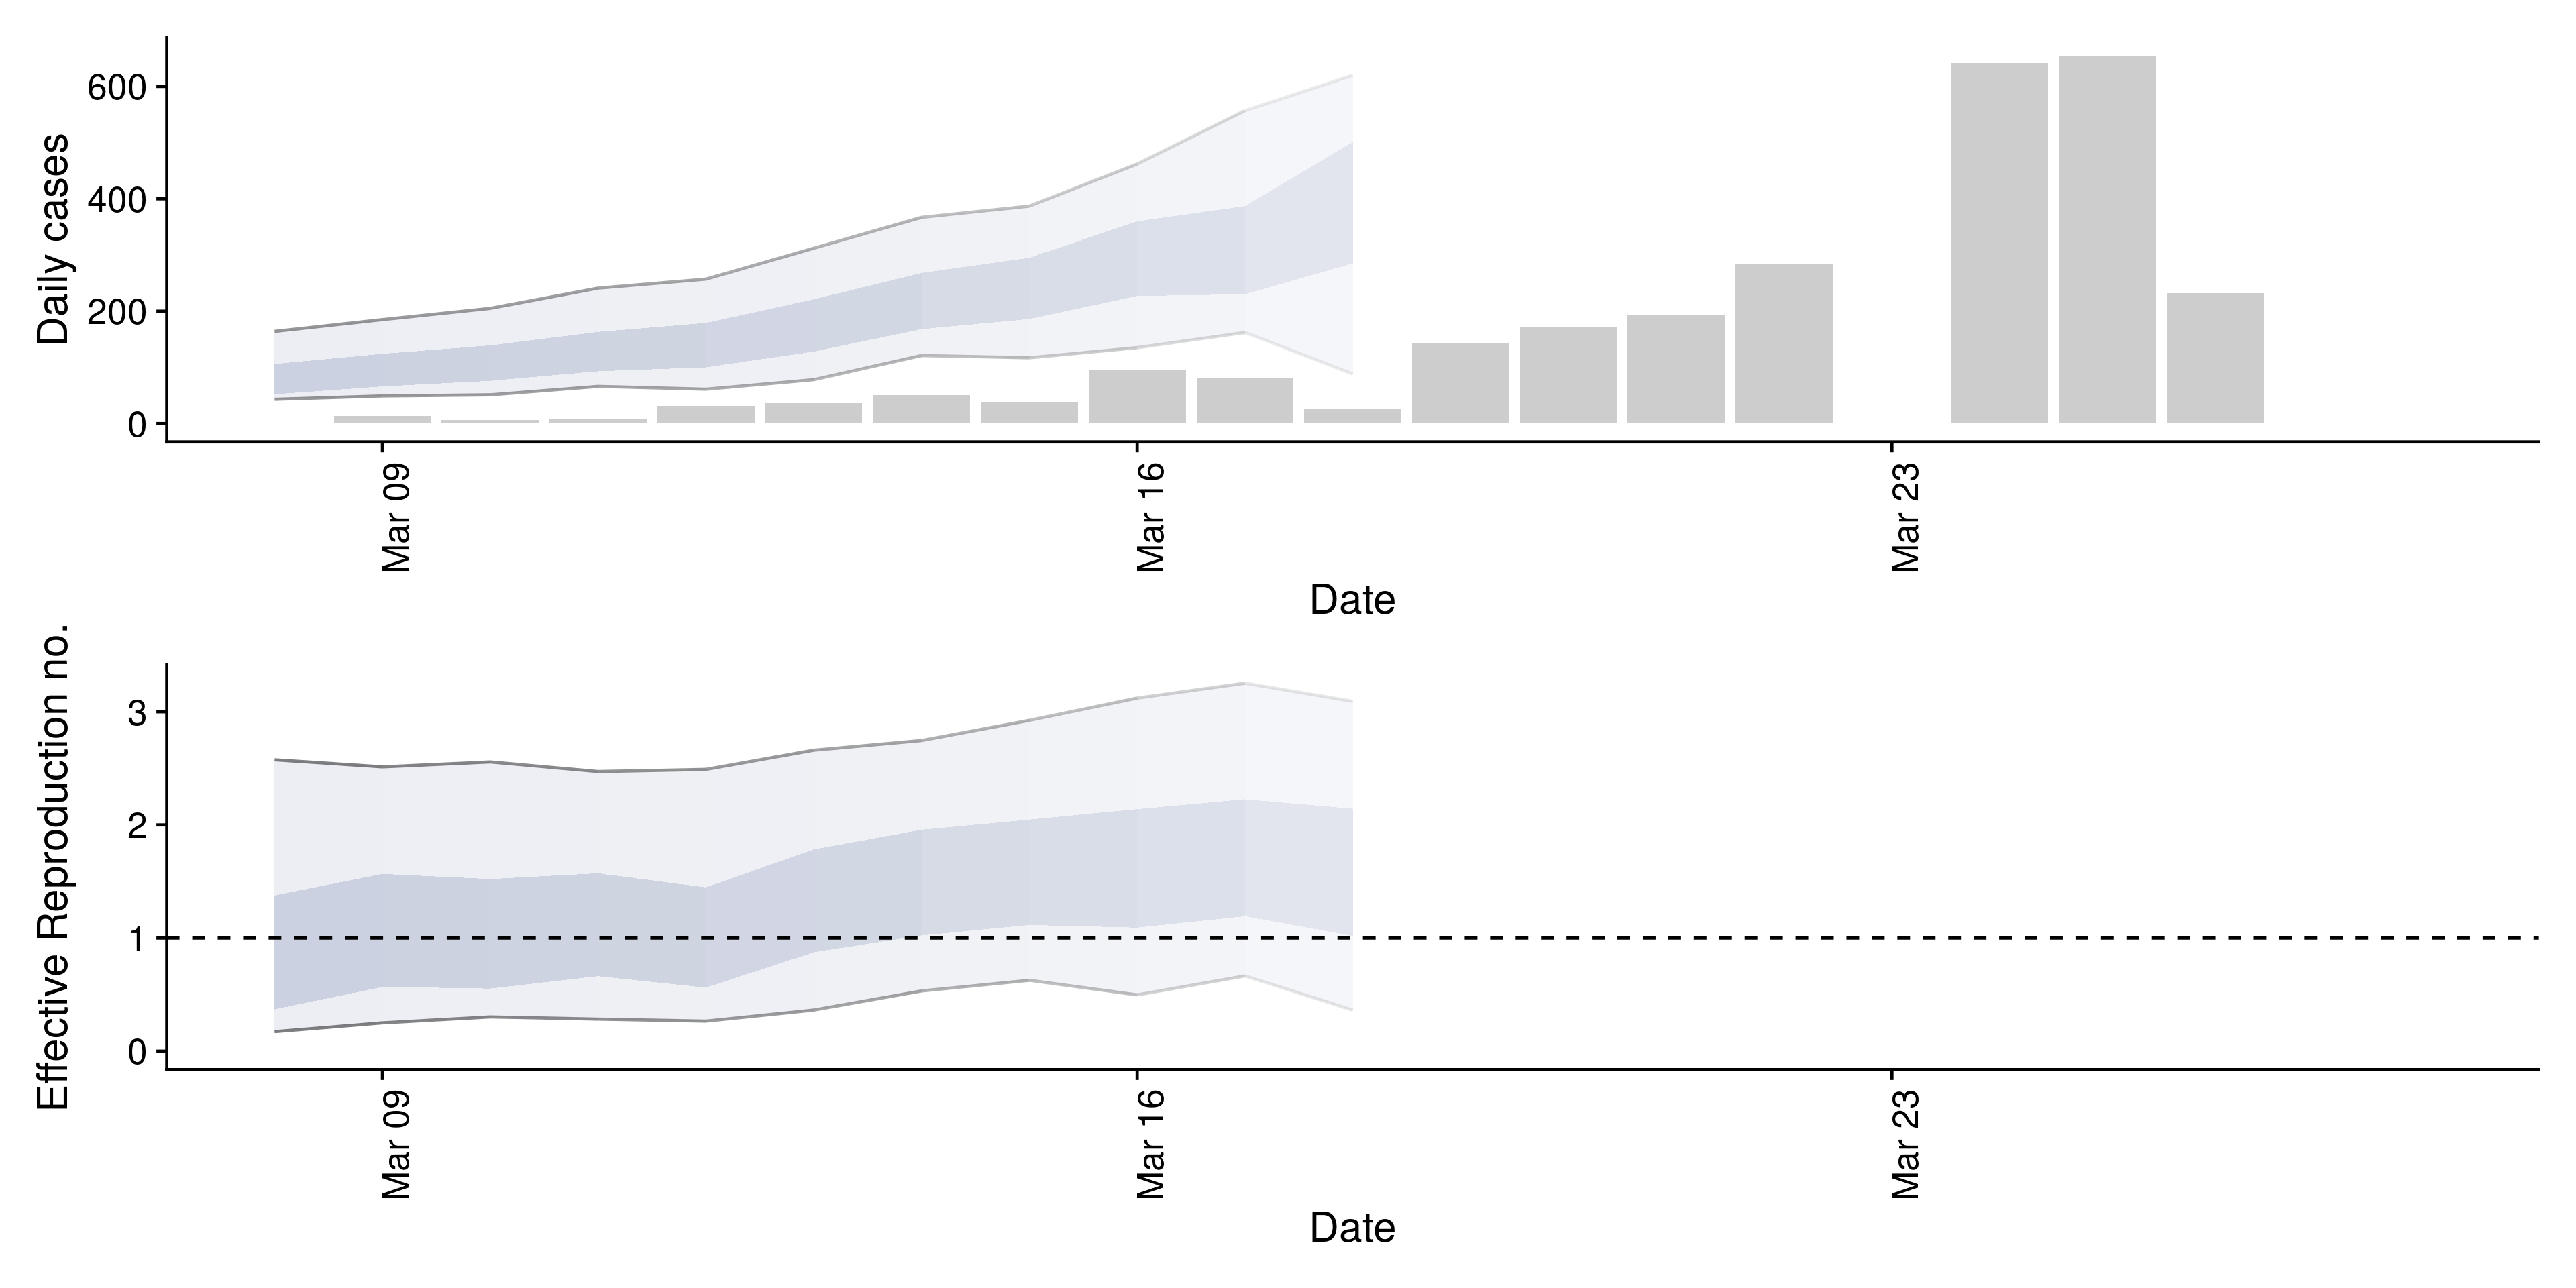 Daily cases
600
400
200
0
Mar 09
Mar 16
Mar 23
Date
Effective Reproduction no.
3
2
1
0
Mar 09
Mar 16
Mar 23
Date